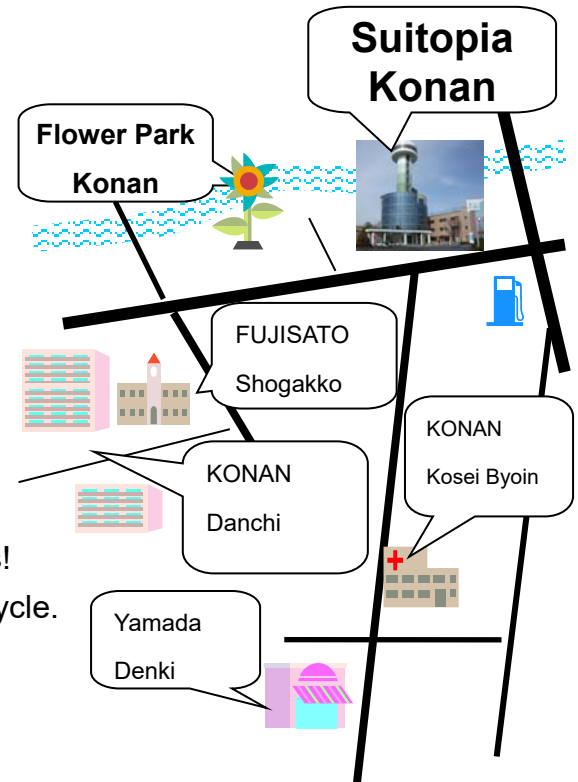 Suitopia
Konan
Flower Park
Konan
FUJISATO
Shogakko
KONAN
Kosei Byoin
KONAN
Danchi
Yamada
Denki